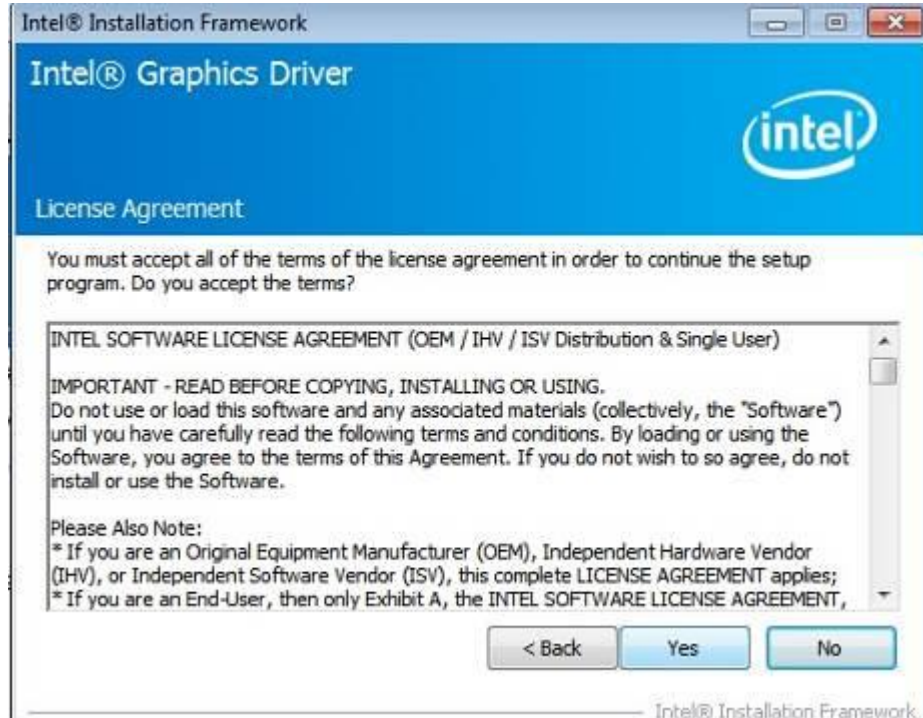 Intel® Installation Framework
Intel® Graphics Driver
intel
License Agreement
You must accept all of the terms of the license agreement in order to continue the setup
program. Do you accept the terms?
INTEL SOFTWARE LICENSE AGREEMENT (OEM / IHV / ISV Distribution & Single User)
IMPORTANT - READ BEFORE COPYING, INSTALLING OR USING.
Do not use or load this software and any associated materials (collectively, the "Software")
until you have carefully read the following terms and conditions. By loading or using the
Software, you agree to the terms of this Agreement. If you do not wish to so agree, do not
install or use the Software.
Please Also Note:
* If you are an Original Equipment Manufacturer (OEM), Independent Hardware Vendor
(IHV), or Independent Software Vendor (ISV), this complete LICENSE AGREEMENT applies;
* If you are an End-User, then only Exhibit A, the INTEL SOFTWARE LICENSE AGREEMENT,
< Back Yes No
Intel® Installation Framework